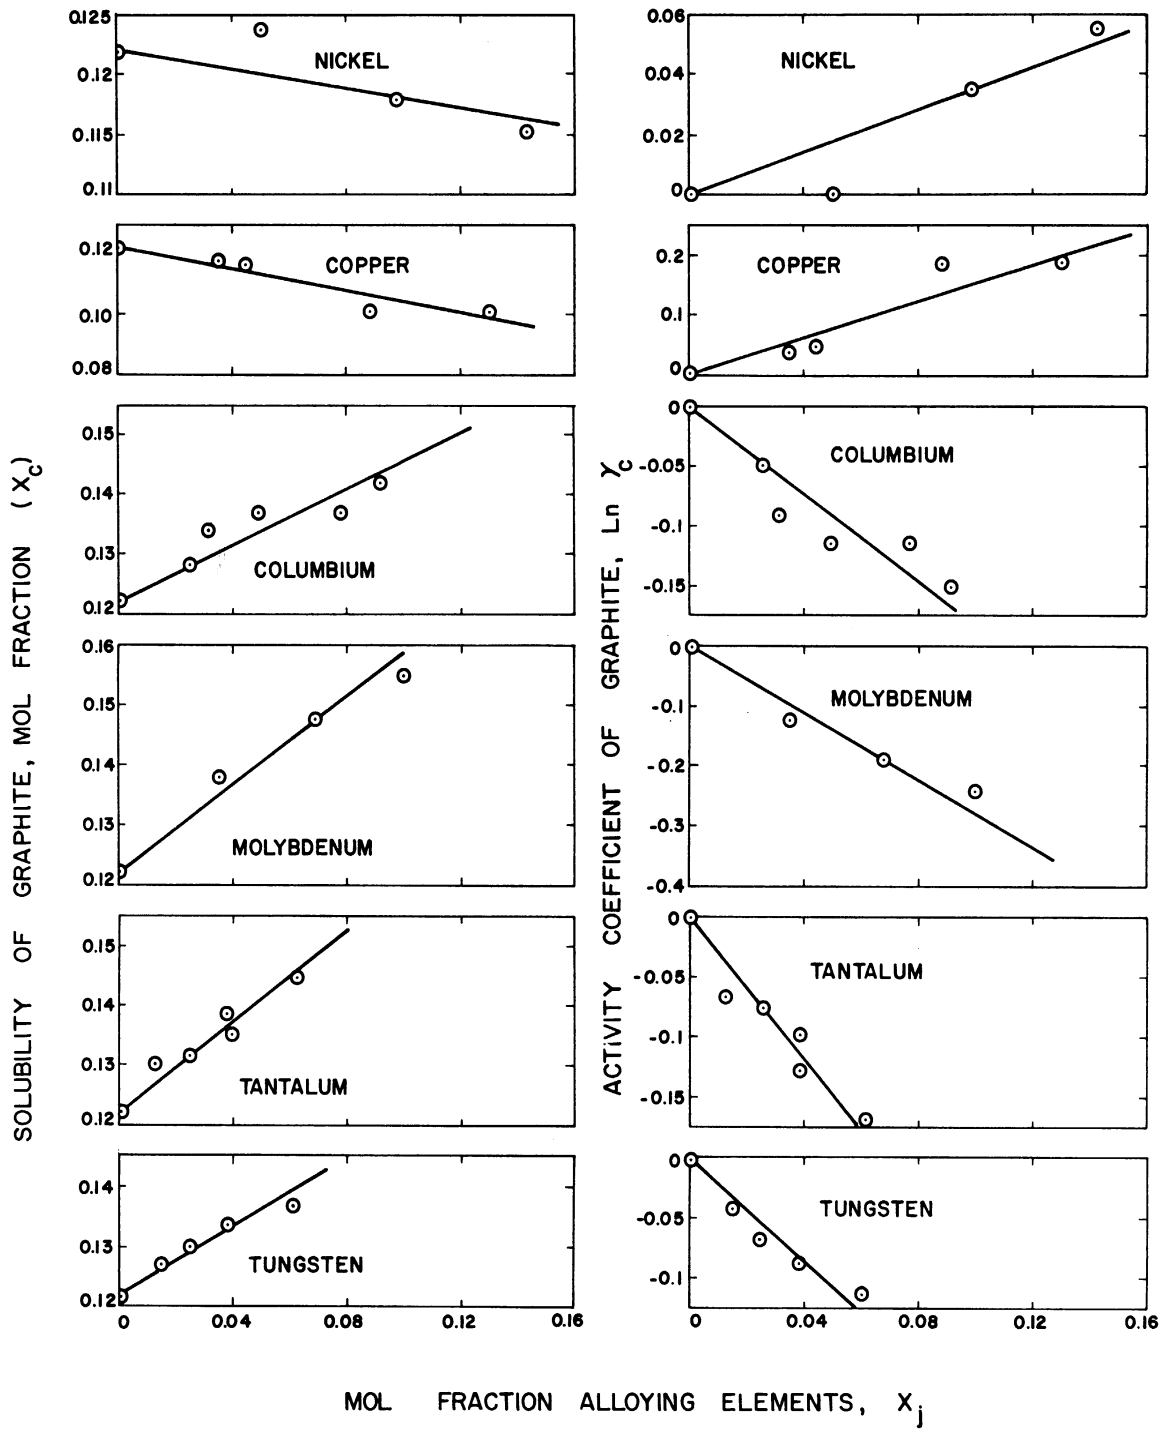 SOLUBILITY OF GRAPHITE, MOL FRACTION (Xc)
0.125
0.12
0.115
0.11
NICKEL
0.12
0.10
0.08
COPPER
0.15
0.14
0.13
0.12
COLUMBIUM
0.16
0.15
0.14
0.13
0.12
MOLYBDENUM
0.15
0.14
0.13
0.12
TANTALUM
0.14
0.13
0.12
TUNGSTEN
0 0.04 0.08 0.12 0.16
ACTIVITY COEFFICIENT OF GRAPHITE, Ln γc
0.06
0.04
0.02
0
NICKEL
0.2
0.1
0
COPPER
0
-0.05
-0.1
-0.15
COLUMBIUM
0
-0.1
-0.2
-0.3
-0.4
MOLYBDENUM
0
-0.05
-0.1
-0.15
TANTALUM
0
-0.05
-0.1
TUNGSTEN
0 0.04 0.08 0.12 0.16
MOL FRACTION ALLOYING ELEMENTS, Xj